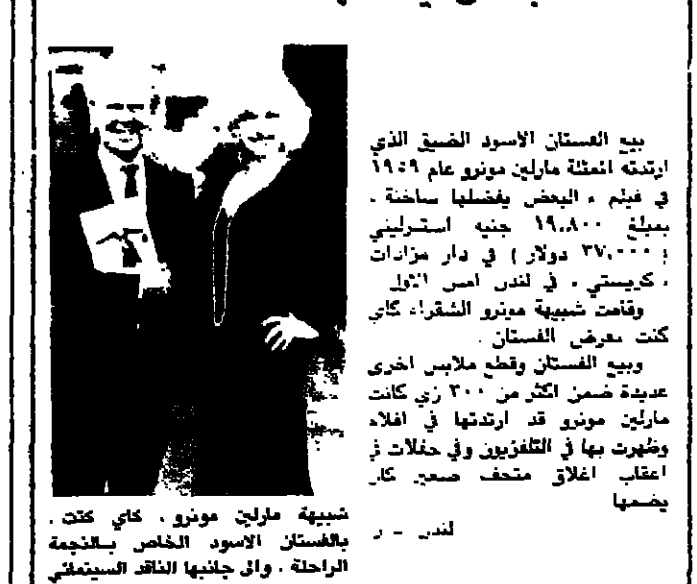 بيع الفستان الاسود الضيق الذي
ارتدته الممثلة مارلين مونرو عام ١٩٥٩
في فيلم « البعض يفضلها ساخنة »
بمبلغ ١٩,٨٠٠ جنيه استرليني
( ٣٧,٠٠٠ دولار ) في دار مزادات
« كريستي » في لندن امس الاول
وقامت شبيهة مونرو الشقراء كاي
كنت بعرض الفستان .
وبيع الفستان وقطع ملابس اخرى
عديدة ضمن اكثر من ٣٠٠ زي كانت
مارلين مونرو قد ارتدتها في افلام
وظهرت بها في التلفزيون وفي حفلات في
اعقاب اغلاق متحف صغير كان
يضمها
لندن - ر
شبيهة مارلين مونرو ، كاي كنت ،
بالفستان الاسود الخاص بالنجمة
الراحلة ، والى جانبها الناقد السينمائي